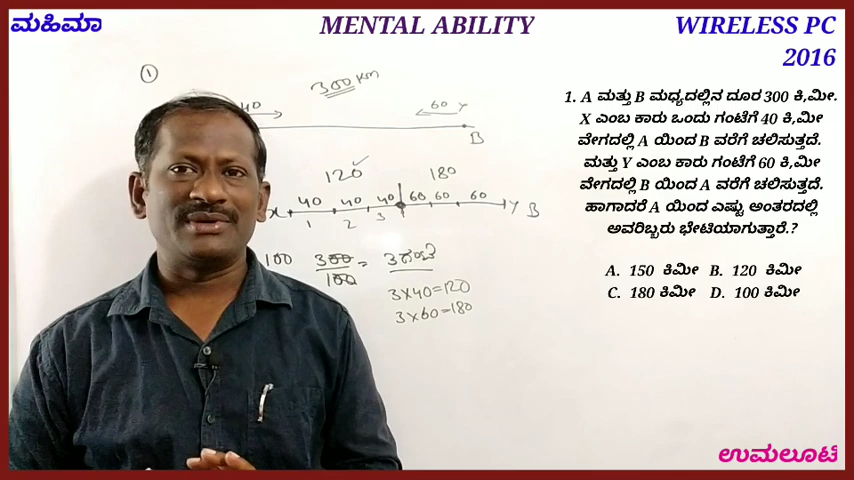 ಮಹಿಮಾ
MENTAL ABILITY
WIRELESS PC
2016
1
300 Km
40
60 Y
B
120 ✓
180
40 40 40 60 60 60
X
1 2 3
Y B
100
300/100 = 3 ಗಂಟೆ
3×40=120
3×60=180
1. A ಮತ್ತು B ಮಧ್ಯದಲ್ಲಿನ ದೂರ 300 ಕಿ,ಮೀ.
X ಎಂಬ ಕಾರು ಒಂದು ಗಂಟೆಗೆ 40 ಕಿ,ಮೀ
ವೇಗದಲ್ಲಿ A ಯಿಂದ B ವರೆಗೆ ಚಲಿಸುತ್ತದೆ.
ಮತ್ತು Y ಎಂಬ ಕಾರು ಗಂಟೆಗೆ 60 ಕಿ,ಮೀ
ವೇಗದಲ್ಲಿ B ಯಿಂದ A ವರೆಗೆ ಚಲಿಸುತ್ತದೆ.
ಹಾಗಾದರೆ A ಯಿಂದ ಎಷ್ಟು ಅಂತರದಲ್ಲಿ
ಅವರಿಬ್ಬರು ಭೇಟಿಯಾಗುತ್ತಾರೆ.?
A. 150 ಕಿಮೀ B. 120 ಕಿಮೀ
C. 180 ಕಿಮೀ D. 100 ಕಿಮೀ
ಉಮಲೂಟಿ